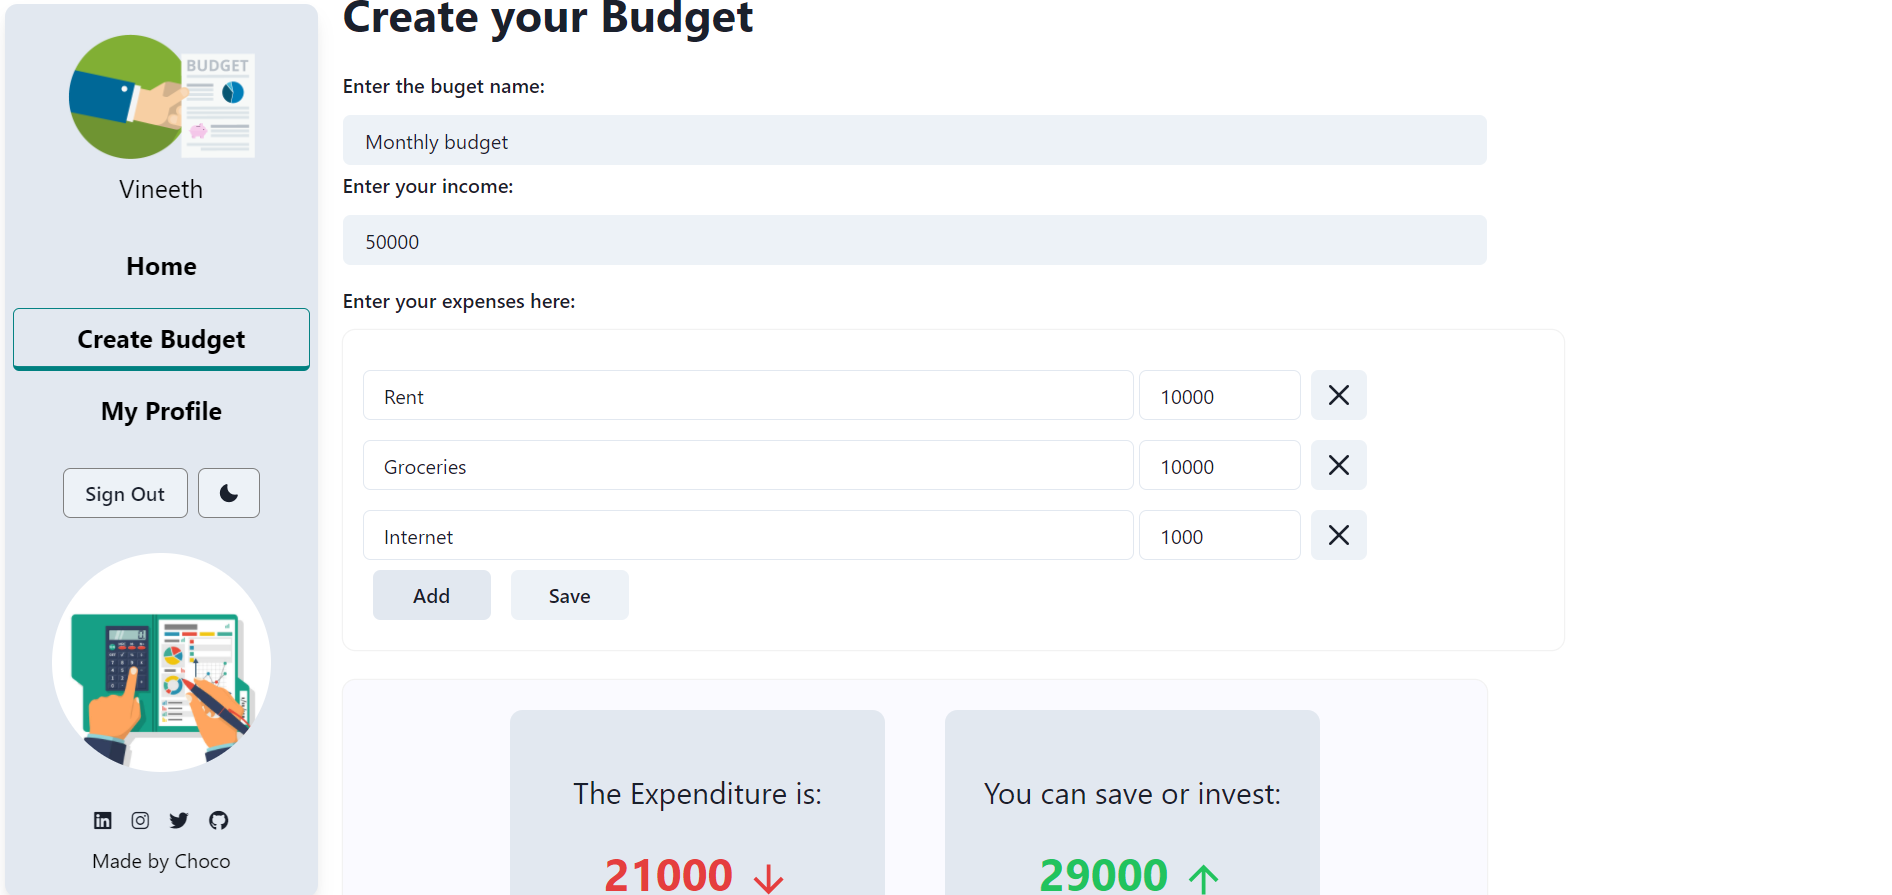 BUDGET
Vineeth
Home
Create Budget
My Profile
Sign Out
Made by Choco
Create your Budget
Enter the buget name:
Monthly budget
Enter your income:
50000
Enter your expenses here:
Rent 10000
Groceries 10000
Internet 1000
Add Save
The Expenditure is:
21000
You can save or invest:
29000